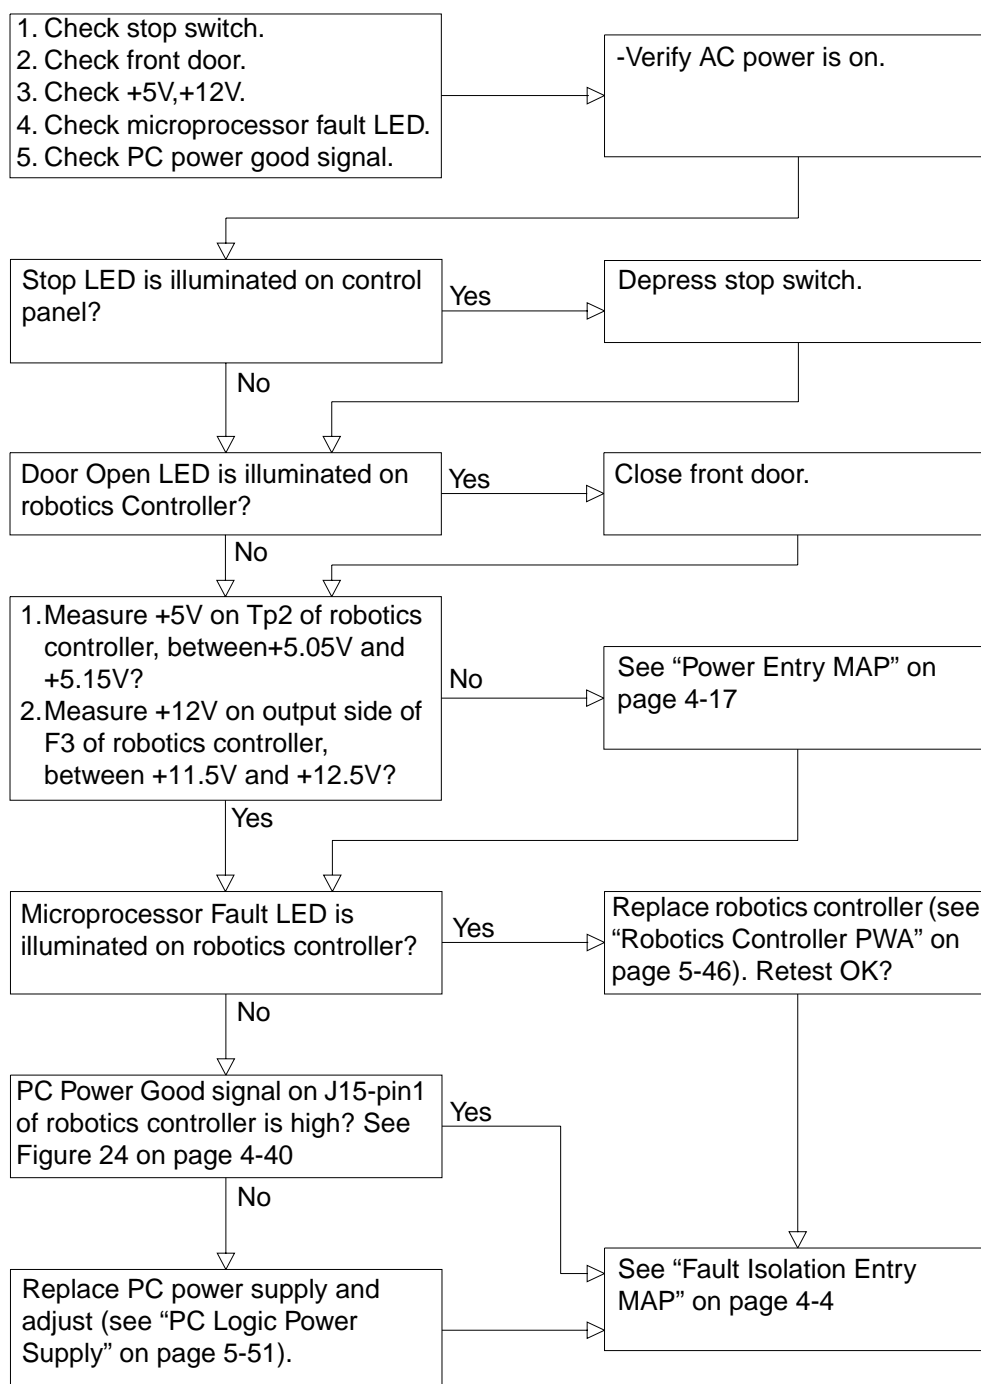 1. Check stop switch.
2. Check front door.
3. Check +5V,+12V.
4. Check microprocessor fault LED.
5. Check PC power good signal.
-Verify AC power is on.
Stop LED is illuminated on control
panel?
Yes
Depress stop switch.
No
Door Open LED is illuminated on
robotics Controller?
Yes
Close front door.
No
1. Measure +5V on Tp2 of robotics
controller, between+5.05V and
+5.15V?
2. Measure +12V on output side of
F3 of robotics controller,
between +11.5V and +12.5V?
No
See “Power Entry MAP” on
page 4-17
Yes
Microprocessor Fault LED is
illuminated on robotics controller?
Yes
Replace robotics controller (see
“Robotics Controller PWA” on
page 5-46). Retest OK?
No
PC Power Good signal on J15-pin1
of robotics controller is high? See
Figure 24 on page 4-40
Yes
No
Replace PC power supply and
adjust (see “PC Logic Power
Supply” on page 5-51).
See “Fault Isolation Entry
MAP” on page 4-4